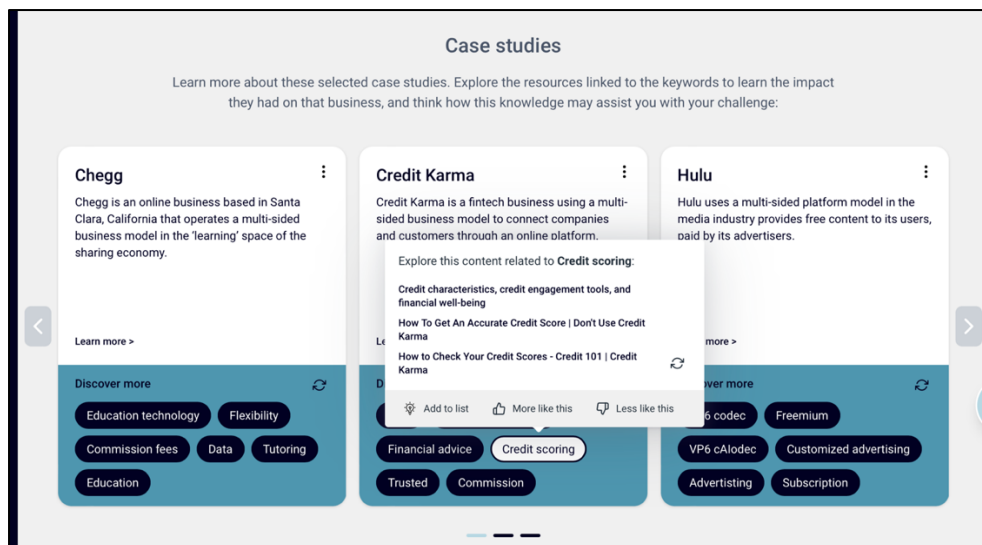 Case studies
Learn more about these selected case studies. Explore the resources linked to the keywords to learn the impact
they had on that business, and think how this knowledge may assist you with your challenge:
Chegg
Chegg is an online business based in Santa
Clara, California that operates a multi-sided
business model in the 'learning' space of the
sharing economy.
Learn more >
Discover more
Education technology
Flexibility
Commission fees
Data
Tutoring
Education
Credit Karma
Credit Karma is a fintech business using a multi-
sided business model to connect companies
and customers through an online platform.
Explore this content related to Credit scoring:
Credit characteristics, credit engagement tools, and
financial well-being
How To Get An Accurate Credit Score | Don't Use Credit
Karma
How to Check Your Credit Scores - Credit 101 | Credit
Karma
Add to list
More like this
Less like this
Financial advice
Credit scoring
Trusted
Commission
Hulu
Hulu uses a multi-sided platform model in the
media industry provides free content to its users,
paid by its advertisers.
more >
over more
6 codec
Freemium
VP6 cAlodec
Customized advertising
Advertisting
Subscription